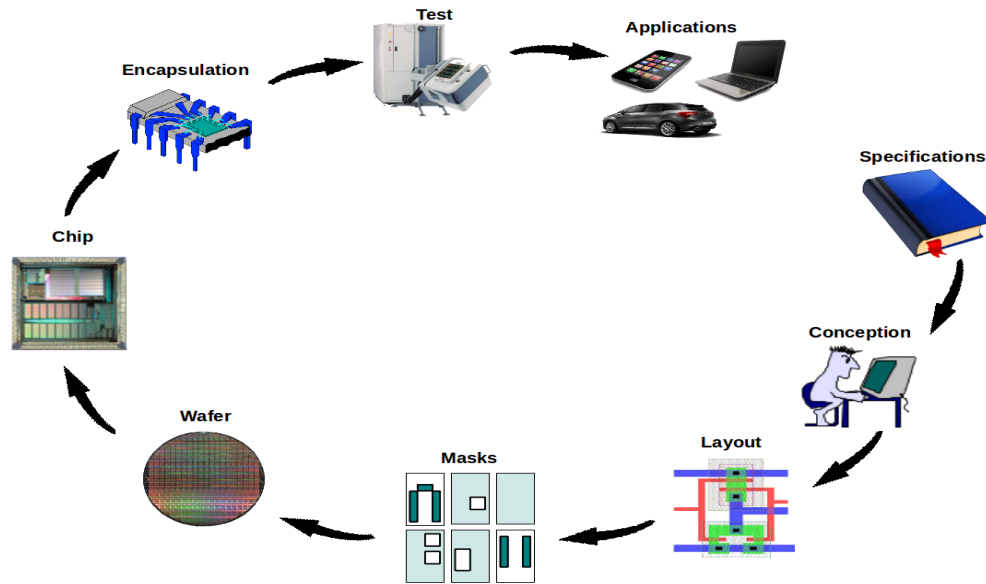 Test
Applications
Encapsulation
Specifications
Chip
Conception
Wafer
Layout
Masks